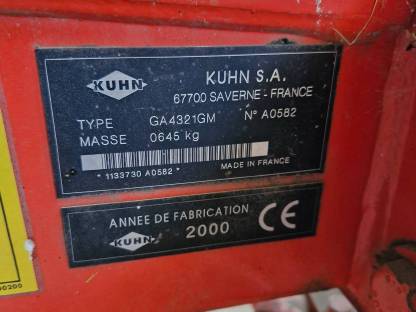 KUHN
KUHN S.A.
67700 SAVERNE - FRANCE
TYPE GA4321GM N° A0582
MASSE 0645 kg
*1133730 A0582*
MADE IN FRANCE
ANNEE DE FABRICATION
KUHN 2000 CE
00200